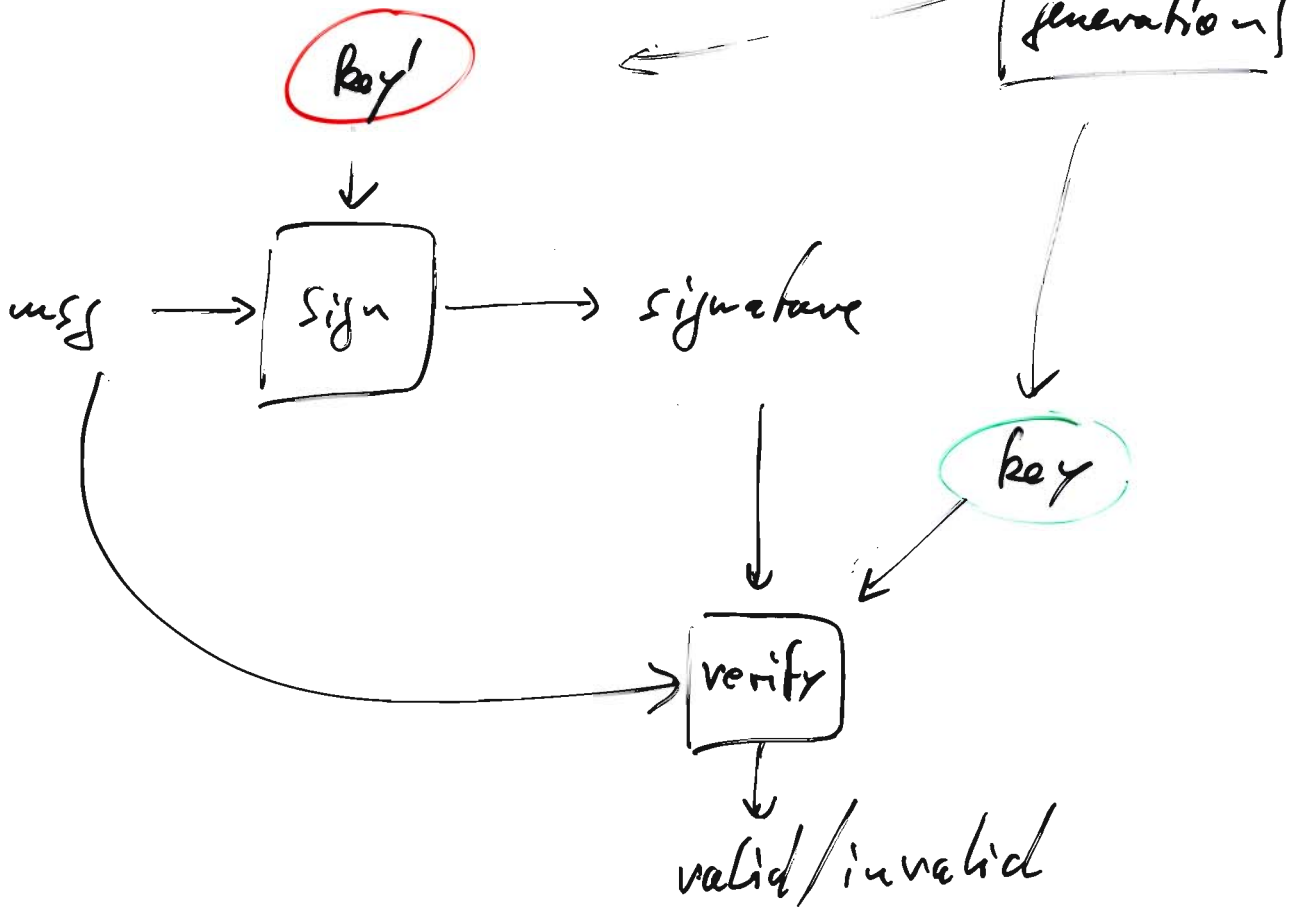 generation
key'
msg
sign
signature
key
verify
valid/invalid